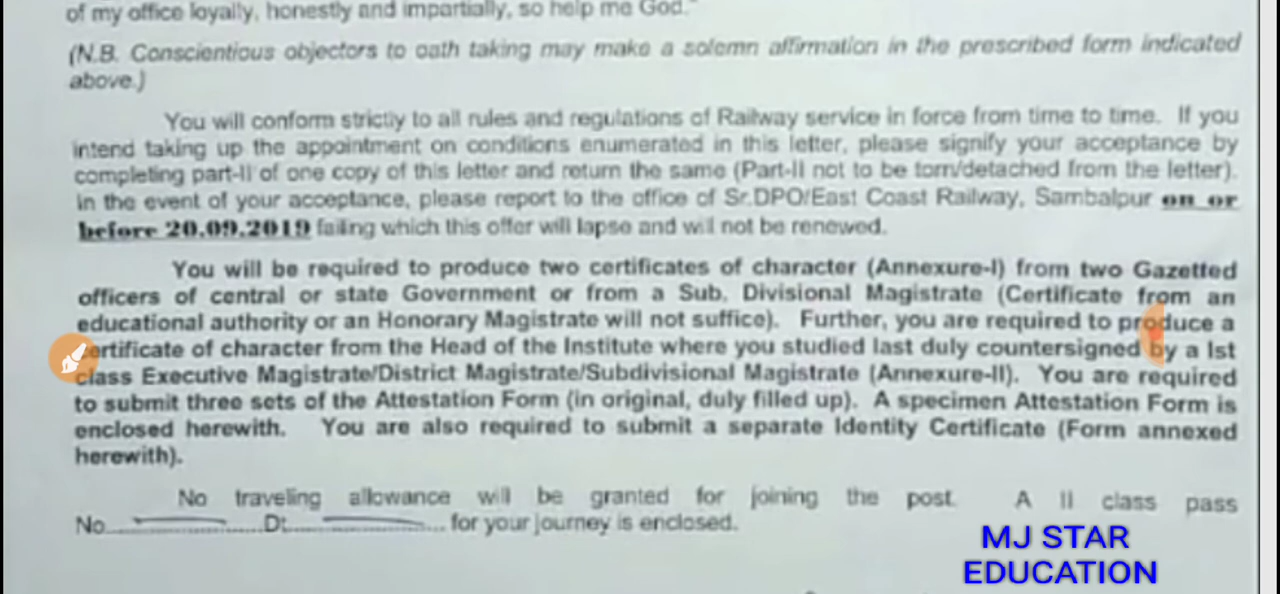 of my office loyally, honestly and impartially, so help me God."
(N.B. Conscientious objectors to oath taking may make a solemn affirmation in the prescribed form indicated
above.)
You will conform strictly to all rules and regulations of Railway service in force from time to time. If you
intend taking up the appointment on conditions enumerated in this letter, please signify your acceptance by
completing part-II of one copy of this letter and return the same (Part-II not to be torn/detached from the letter).
In the event of your acceptance, please report to the office of Sr.DPO/East Coast Railway, Sambalpur on or
before 20.09.2019 failing which this offer will lapse and will not be renewed.
You will be required to produce two certificates of character (Annexure-I) from two Gazetted
officers of central or state Government or from a Sub. Divisional Magistrate (Certificate from an
educational authority or an Honorary Magistrate will not suffice). Further, you are required to produce a
certificate of character from the Head of the Institute where you studied last duly countersigned by a Ist
class Executive Magistrate/District Magistrate/Subdivisional Magistrate (Annexure-II). You are required
to submit three sets of the Attestation Form (in original, duly filled up). A specimen Attestation Form is
enclosed herewith. You are also required to submit a separate Identity Certificate (Form annexed
herewith).
No traveling allowance will be granted for joining the post. A II class pass
No..........................Dt.......................... for your journey is enclosed.
MJ STAR
EDUCATION